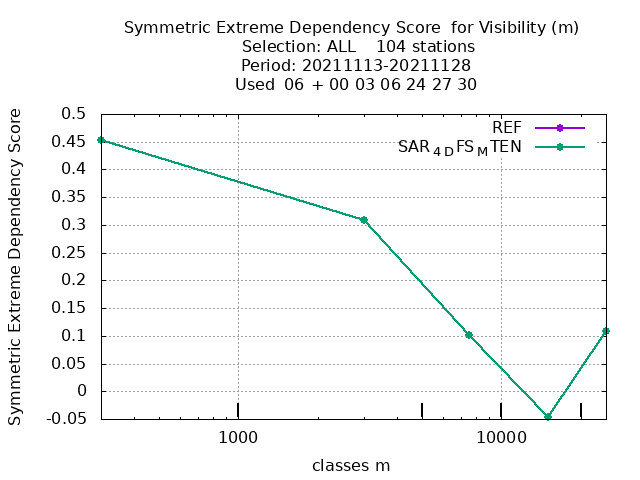 Symmetric Extreme Dependency Score  for Visibility (m)
Selection: ALL    104 stations
Period: 20211113-20211128
Used  06 + 00 03 06 24 27 30
Symmetric Extreme Dependency Score
0.5
0.45
0.4
0.35
0.3
0.25
0.2
0.15
0.1
0.05
0
-0.05
REF
SAR4DFSMTEN
1000
10000
classes m